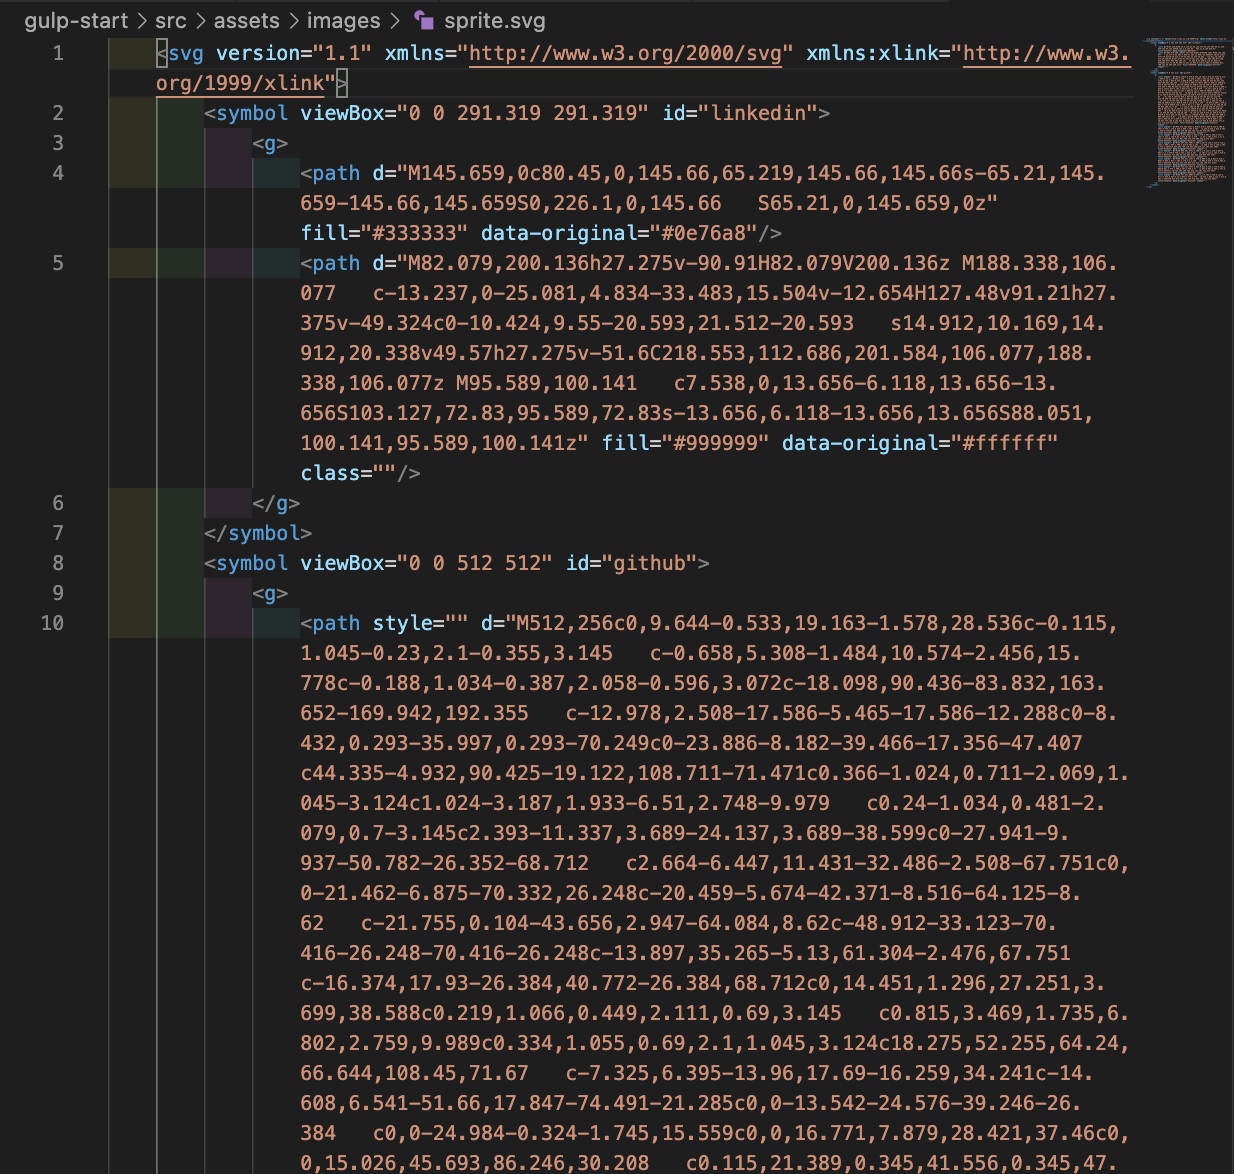 gulp-start > src > assets > images > sprite.svg
1 <svg version="1.1" xmlns="http://www.w3.org/2000/svg" xmlns:xlink="http://www.w3.
org/1999/xlink">
2 <symbol viewBox="0 0 291.319 291.319" id="linkedin">
3 <g>
4 <path d="M145.659,0c80.45,0,145.66,65.219,145.66,145.66s-65.21,145.
659-145.66,145.659S0,226.1,0,145.66   S65.21,0,145.659,0z"
fill="#333333" data-original="#0e76a8"/>
5 <path d="M82.079,200.136h27.275v-90.91H82.079V200.136z M188.338,106.
077   c-13.237,0-25.081,4.834-33.483,15.504v-12.654H127.48v91.21h27.
375v-49.324c0-10.424,9.55-20.593,21.512-20.593   s14.912,10.169,14.
912,20.338v49.57h27.275v-51.6C218.553,112.686,201.584,106.077,188.
338,106.077z M95.589,100.141   c7.538,0,13.656-6.118,13.656-13.
656S103.127,72.83,95.589,72.83s-13.656,6.118-13.656,13.656S88.051,
100.141,95.589,100.141z" fill="#999999" data-original="#ffffff"
class=""/>
6 </g>
7 </symbol>
8 <symbol viewBox="0 0 512 512" id="github">
9 <g>
10 <path style="" d="M512,256c0,9.644-0.533,19.163-1.578,28.536c-0.115,
1.045-0.23,2.1-0.355,3.145   c-0.658,5.308-1.484,10.574-2.456,15.
778c-0.188,1.034-0.387,2.058-0.596,3.072c-18.098,90.436-83.832,163.
652-169.942,192.355   c-12.978,2.508-17.586-5.465-17.586-12.288c0-8.
432,0.293-35.997,0.293-70.249c0-23.886-8.182-39.466-17.356-47.407
c44.335-4.932,90.425-19.122,108.711-71.471c0.366-1.024,0.711-2.069,1.
045-3.124c1.024-3.187,1.933-6.51,2.748-9.979   c0.24-1.034,0.481-2.
079,0.7-3.145c2.393-11.337,3.689-24.137,3.689-38.599c0-27.941-9.
937-50.782-26.352-68.712   c2.664-6.447,11.431-32.486-2.508-67.751c0,
0-21.462-6.875-70.332,26.248c-20.459-5.674-42.371-8.516-64.125-8.
62   c-21.755,0.104-43.656,2.947-64.084,8.62c-48.912-33.123-70.
416-26.248-70.416-26.248c-13.897,35.265-5.13,61.304-2.476,67.751
c-16.374,17.93-26.384,40.772-26.384,68.712c0,14.451,1.296,27.251,3.
699,38.588c0.219,1.066,0.449,2.111,0.69,3.145   c0.815,3.469,1.735,6.
802,2.759,9.989c0.334,1.055,0.69,2.1,1.045,3.124c18.275,52.255,64.24,
66.644,108.45,71.67   c-7.325,6.395-13.96,17.69-16.259,34.241c-14.
608,6.541-51.66,17.847-74.491-21.285c0,0-13.542-24.576-39.246-26.
384   c0,0-24.984-0.324-1.745,15.559c0,0,16.771,7.879,28.421,37.46c0,
0,15.026,45.693,86.246,30.208   c0.115,21.389,0.345,41.556,0.345,47.